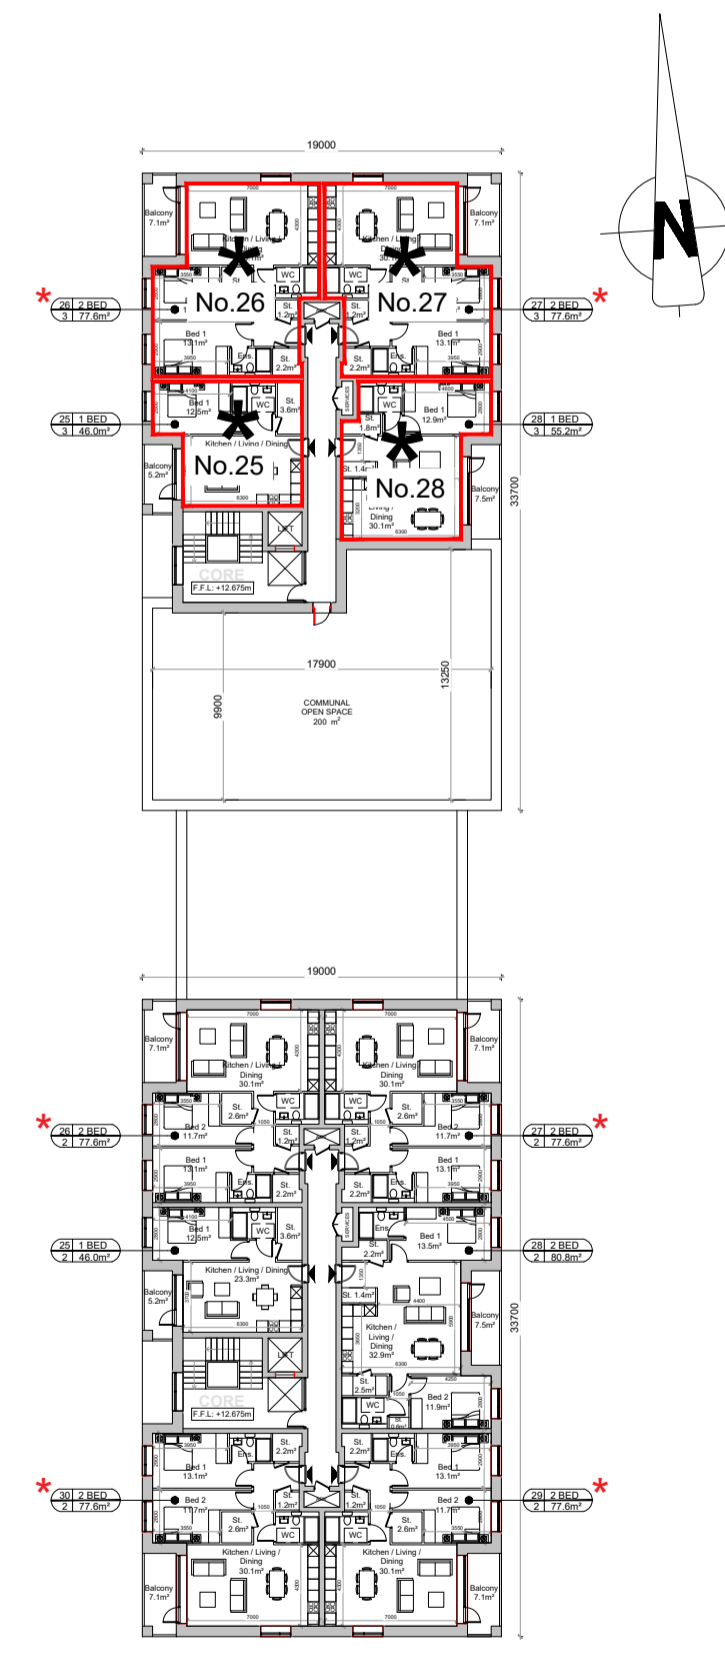 19000
N
7000
7000
Balcony
7.1m²
Balcony
7.1m²
4300
4300
WC
WC
3550
3550
No.26
No.27
26 2 BED
3 77.6m²
27 2 BED
3 77.6m²
St.
1.2m²
St.
1.2m²
Bed 1
13.1m²
Bed 1
13.1m²
3950
3950
Ens.
Ens.
St.
2.2m²
St.
2.2m²
Bed 1
12.5m²
WC
St.
3.6m²
SERVICES
WC
St.
1.8m²
Bed 1
12.9m²
25 1 BED
3 46.0m²
28 1 BED
3 55.2m²
Kitchen / Living / Dining
No.25
No.28
Balcony
5.2m²
Balcony
7.5m²
St. 1.4m²
Living /
Dining
30.1m²
6300
6300
LIFT
CORE
F.F.L: +12.675m
33700
17900
9900
13250
COMMUNAL
OPEN SPACE
200 m²
19000
7000
7000
Balcony
7.1m²
Kitchen / Living /
Dining
30.1m²
Kitchen / Living /
Dining
30.1m²
Balcony
7.1m²
4300
4300
3550
WC
WC
3550
Bed 2
11.7m²
St.
2.6m²
St.
2.6m²
Bed 2
11.7m²
1050
1050
26 2 BED
2 77.6m²
27 2 BED
2 77.6m²
St.
1.2m²
St.
1.2m²
Bed 1
13.1m²
Bed 1
13.1m²
3950
3950
Ens.
Ens.
St.
2.2m²
St.
2.2m²
Bed 1
12.5m²
WC
St.
3.6m²
SERVICES
Ens.
St.
2.2m²
4500
Bed 1
13.5m²
25 1 BED
2 46.0m²
28 2 BED
2 80.8m²
Kitchen / Living / Dining
23.3m²
Balcony
5.2m²
6300
St. 1.4m²
1350
4400
Kitchen /
Living /
Dining
32.9m²
6300
Balcony
7.5m²
33700
LIFT
CORE
F.F.L: +12.675m
St.
2.5m²
WC
1050
4250
Bed 2
11.9m²
3950
Ens.
St.
2.2m²
St.
2.2m²
Ens.
3950
Bed 1
13.1m²
Bed 1
13.1m²
30 2 BED
2 77.6m²
29 2 BED
2 77.6m²
Bed 2
11.7m²
1050
St.
1.2m²
St.
1.2m²
1050
Bed 2
11.7m²
St.
2.6m²
WC
WC
St.
2.6m²
3550
3550
Kitchen / Living /
Dining
30.1m²
Kitchen / Living /
Dining
30.1m²
Balcony
7.1m²
4300
4300
Balcony
7.1m²
7000
7000